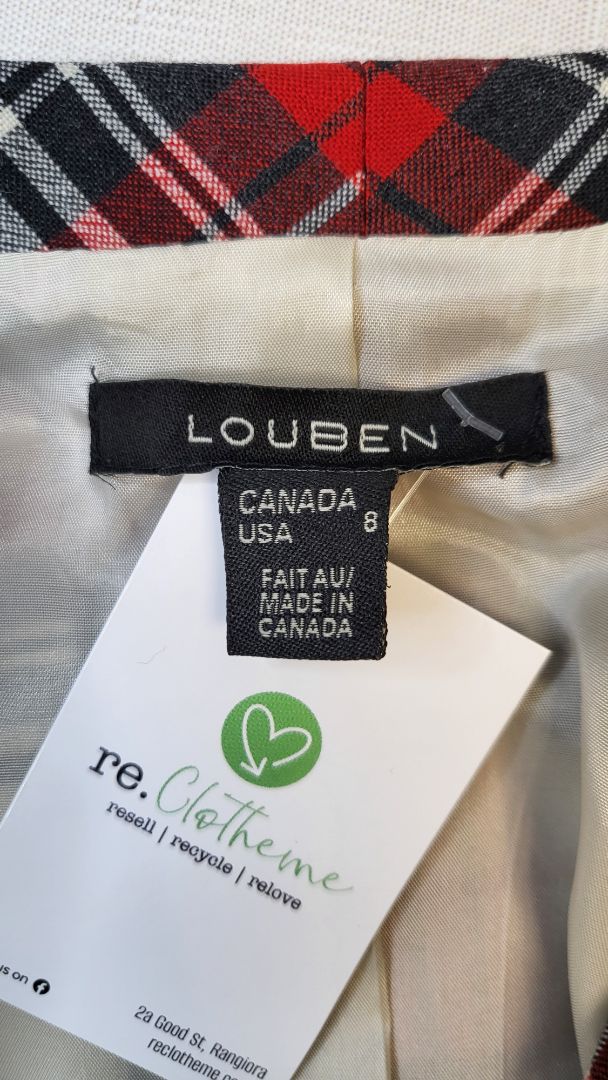 LOUBEN
CANADA
USA 8
FAIT AU/
MADE IN
CANADA
re.Clotheme
resell | recycle | relove
us on
2a Good St, Rangiora
reclotheme.co